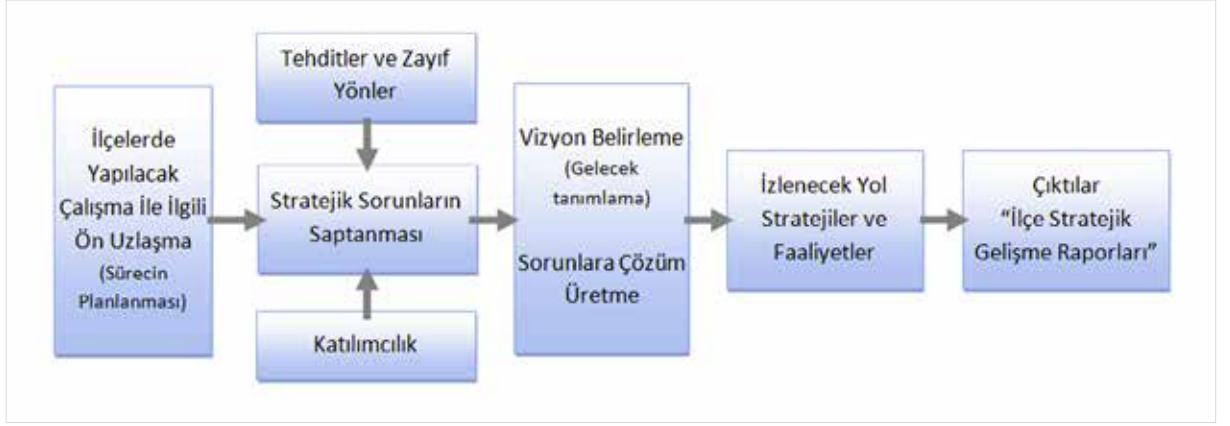 İlçelerde
Yapılacak
Çalışma İle İlgili
Ön Uzlaşma
(Sürecin
Planlanması)
Tehditler ve Zayıf
Yönler
Stratejik Sorunların
Saptanması
Katılımcılık
Vizyon Belirleme
(Gelecek
tanımlama)
Sorunlara Çözüm
Üretme
İzlenecek Yol
Stratejiler ve
Faaliyetler
Çıktılar
“İlçe Stratejik
Gelişme Raporları”